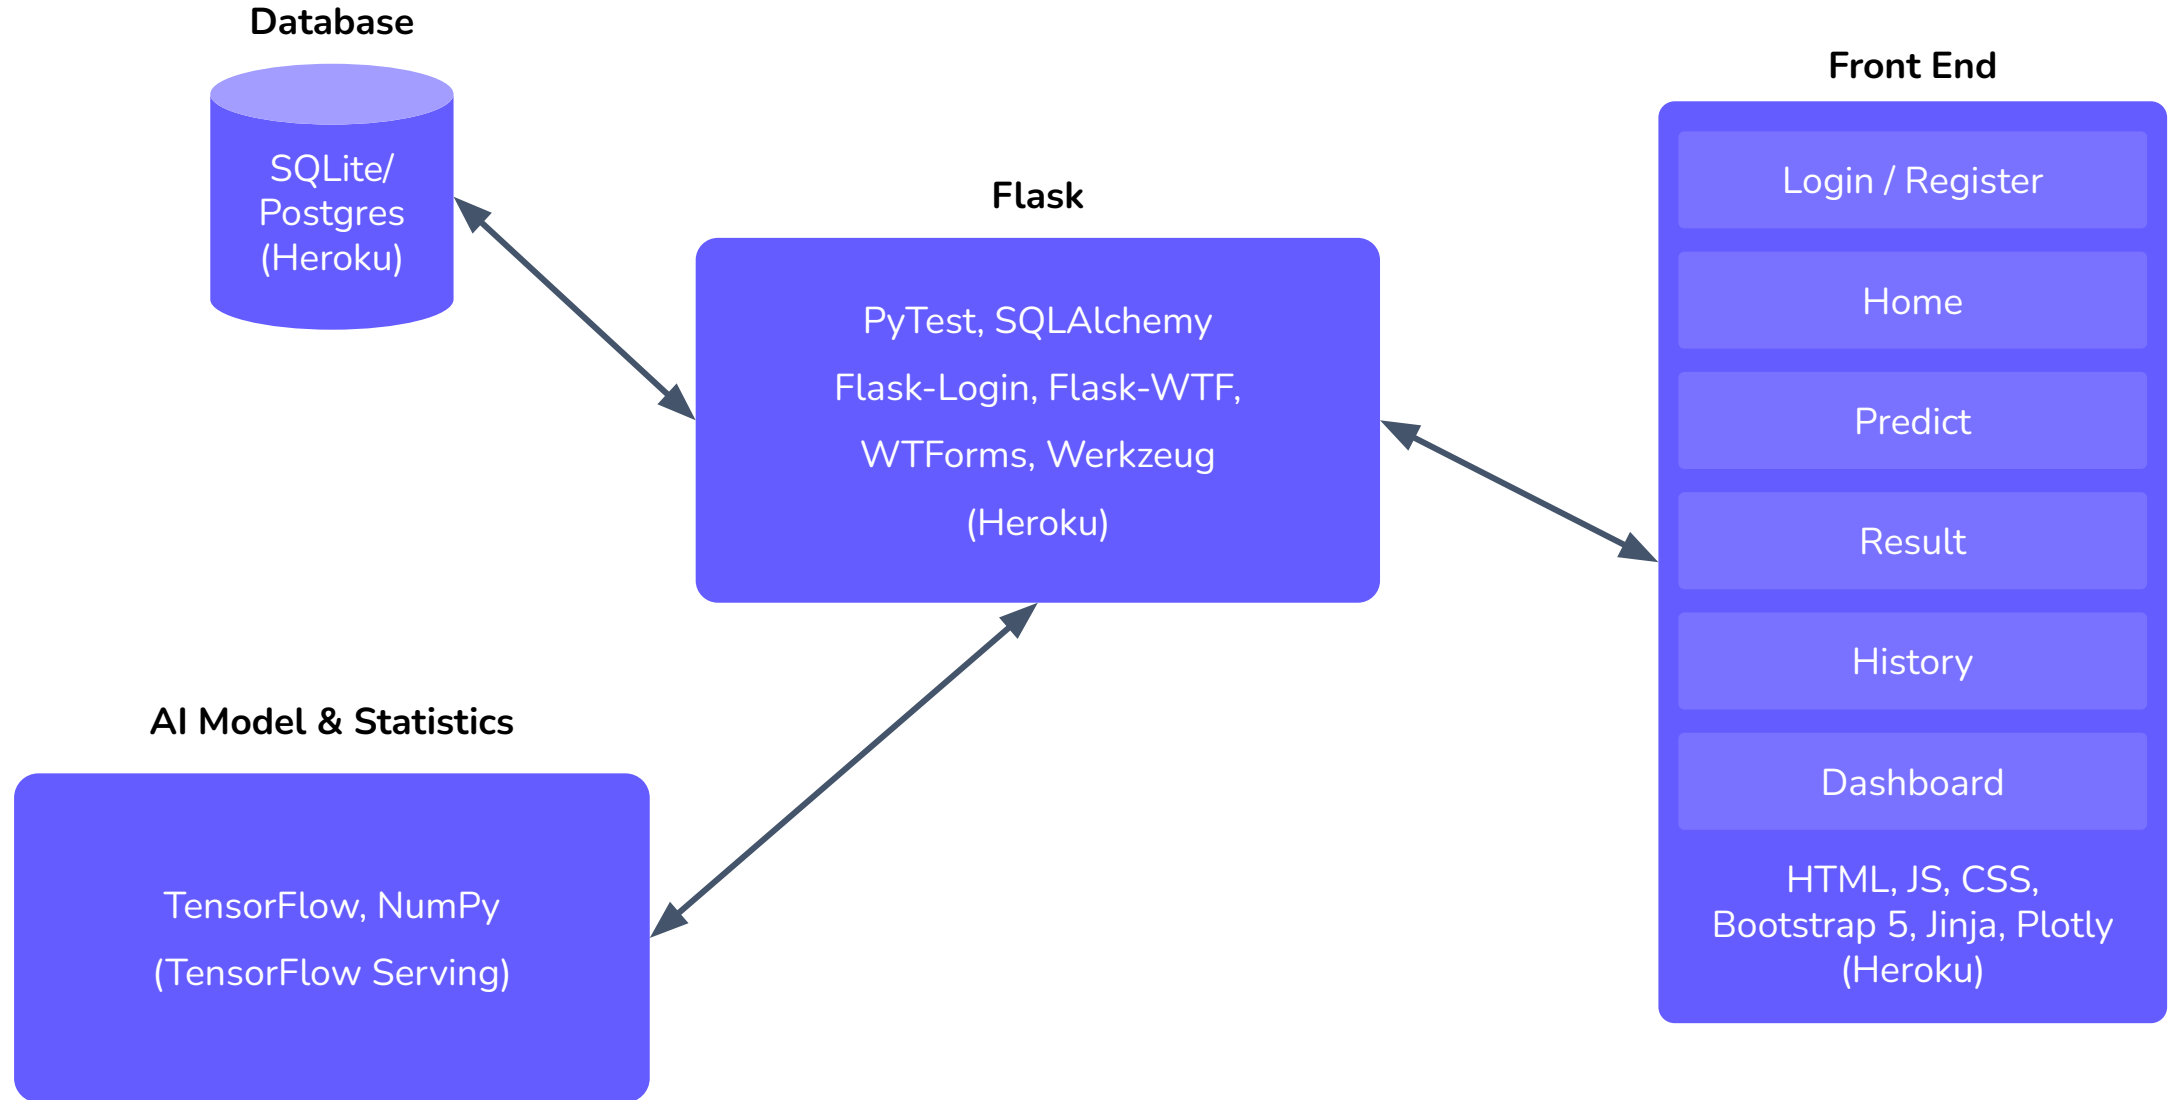 Database
SQLite/
Postgres
(Heroku)
Flask
PyTest, SQLAlchemy
Flask-Login, Flask-WTF,
WTForms, Werkzeug
(Heroku)
AI Model & Statistics
TensorFlow, NumPy
(TensorFlow Serving)
Front End
Login / Register
Home
Predict
Result
History
Dashboard
HTML, JS, CSS,
Bootstrap 5, Jinja, Plotly
(Heroku)